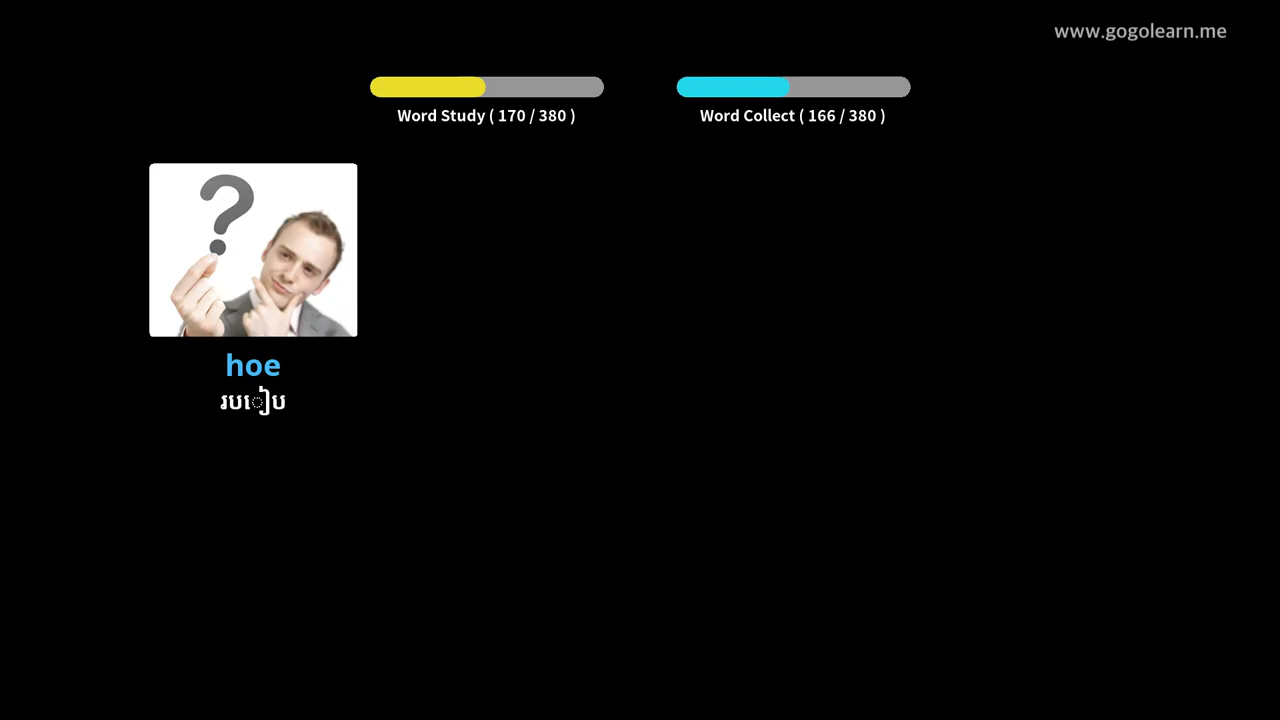 www.gogolearn.me
Word Study ( 170 / 380 )
Word Collect ( 166 / 380 )
?
hoe
របៀប